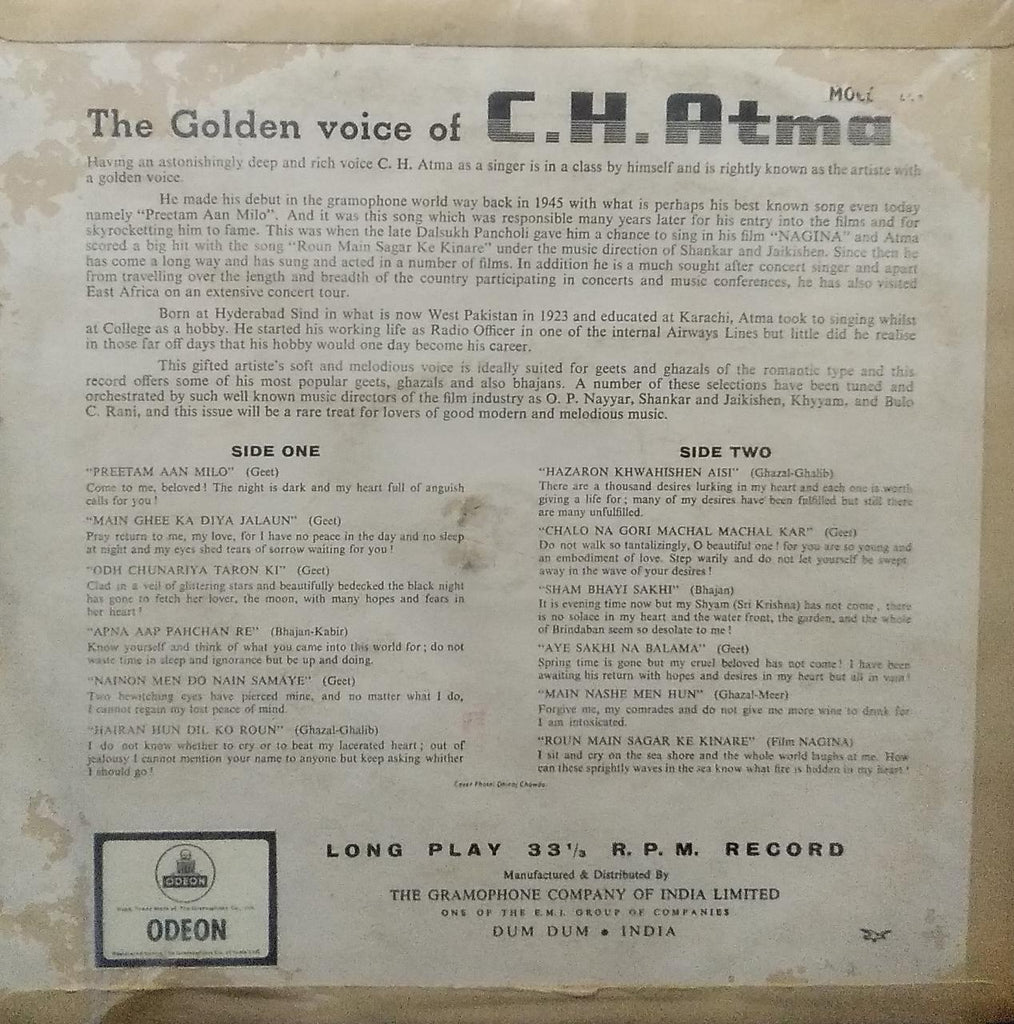 The Golden voice of C.H. Atma
Having an astonishingly deep and rich voice C. H. Atma as a singer is in a class by himself and is rightly known as the artiste with
a golden voice.
He made his debut in the gramophone world way back in 1945 with what is perhaps his best known song even today
namely “Preetam Aan Milo”. And it was this song which was responsible many years later for his entry into the films and for
skyrocketting him to fame. This was when the late Dalsukh Pancholi gave him a chance to sing in his film “NAGINA” and Atma
scored a big hit with the song “Roun Main Sagar Ke Kinare” under the music direction of Shankar and Jaikishen. Since then he
has come a long way and has sung and acted in a number of films. In addition he is a much sought after concert singer and apart
from travelling over the length and breadth of the country participating in concerts and music conferences, he has also visited
East Africa on an extensive concert tour.
Born at Hyderabad Sind in what is now West Pakistan in 1923 and educated at Karachi, Atma took to singing whilst
at College as a hobby. He started his working life as Radio Officer in one of the internal Airways Lines but little did he realise
in those far off days that his hobby would one day become his career.
This gifted artiste's soft and melodious voice is ideally suited for geets and ghazals of the romantic type and this
record offers some of his most popular geets, ghazals and also bhajans. A number of these selections have been tuned and
orchestrated by such well known music directors of the film industry as O. P. Nayyar, Shankar and Jaikishen, Khyyam, and Bulo
C. Rani, and this issue will be a rare treat for lovers of good modern and melodious music.
SIDE ONE
“PREETAM AAN MILO” (Geet)
Come to me, beloved! The night is dark and my heart full of anguish
calls for you!
“MAIN GHEE KA DIYA JALAUN” (Geet)
Pray return to me, my love, for I have no peace in the day and no sleep
at night and my eyes shed tears of sorrow waiting for you!
“ODH CHUNARIYA TARON KI” (Geet)
Clad in a veil of glittering stars and beautifully bedecked the black night
has gone to fetch her lover, the moon, with many hopes and fears in
her heart!
“APNA AAP PAHCHAN RE” (Bhajan-Kabir)
Know yourself and think of what you came into this world for; do not
waste time in sleep and ignorance but be up and doing.
“NAINON MEN DO NAIN SAMAYE” (Geet)
Two bewitching eyes have pierced mine, and no matter what I do,
I cannot regain my lost peace of mind.
“HAIRAN HUN DIL KO ROUN” (Ghazal-Ghalib)
I do not know whether to cry or to beat my lacerated heart; out of
jealousy I cannot mention your name to anyone but keep asking whither
I should go!
SIDE TWO
“HAZARON KHWAHISHEN AISI” (Ghazal-Ghalib)
There are a thousand desires lurking in my heart and each one is worth
giving a life for; many of my desires have been fulfilled but still there
are many unfulfilled.
“CHALO NA GORI MACHAL MACHAL KAR” (Geet)
Do not walk so tantalizingly, O beautiful one! for you are so young and
an embodiment of love. Step warily and do not let yourself be swept
away in the wave of your desires!
“SHAM BHAYI SAKHI” (Bhajan)
It is evening time now but my Shyam (Sri Krishna) has not come, there
is no solace in my heart and the water front, the garden, and the whole
of Brindaban seem so desolate to me!
“AYE SAKHI NA BALAMA” (Geet)
Spring time is gone but my cruel beloved has not come! I have been
awaiting his return with hopes and desires in my heart but all in vain!
“MAIN NASHE MEN HUN” (Ghazal-Meer)
Forgive me, my comrades and do not give me more wine to drink for
I am intoxicated.
“ROUN MAIN SAGAR KE KINARE” (Film NAGINA)
I sit and cry on the sea shore and the whole world laughs at me. How
can these sprightly waves in the sea know what fire is hidden in my heart!
Cover Photo: Dhiraj Chawda
ODEON
ODEON
LONG PLAY 33⅓ R. P. M. RECORD
Manufactured & Distributed By
THE GRAMOPHONE COMPANY OF INDIA LIMITED
ONE OF THE E.M.I. GROUP OF COMPANIES
DUM DUM • INDIA